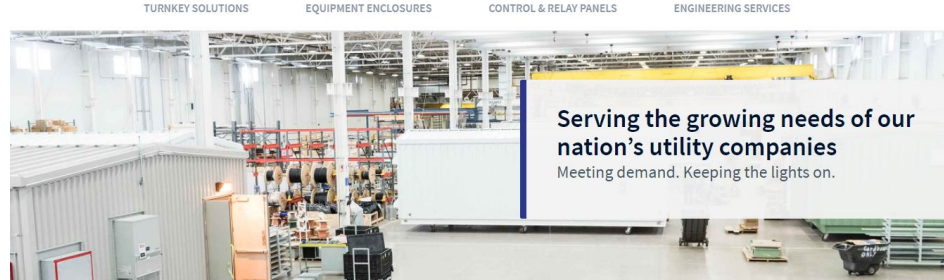 TURNKEY SOLUTIONS
EQUIPMENT ENCLOSURES
CONTROL & RELAY PANELS
ENGINEERING SERVICES
Serving the growing needs of our
nation's utility companies
Meeting demand. Keeping the lights on.